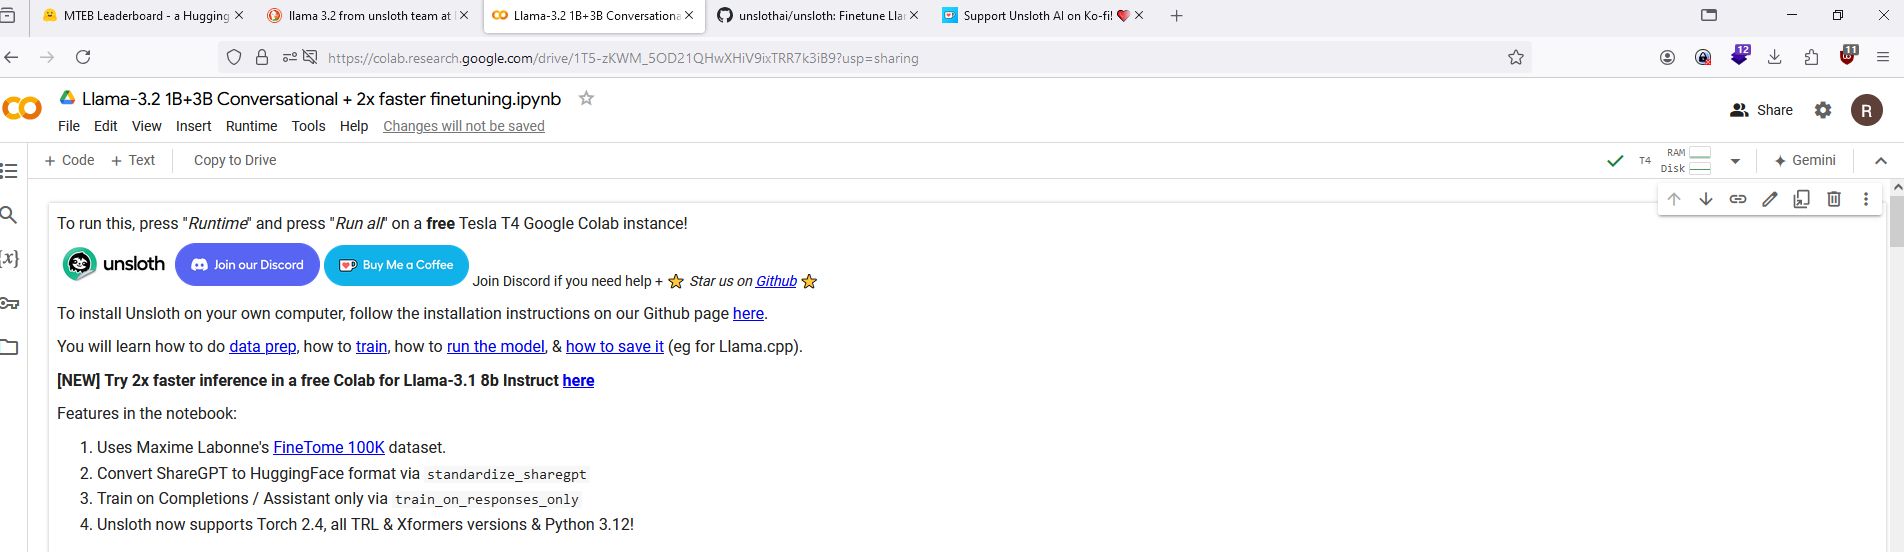 MTEB Leaderboard - a Hugging
llama 3.2 from unsloth team at
Llama-3.2 1B+3B Conversationa
unslothai/unsloth: Finetune Lla
Support Unsloth AI on Ko-fi! ❤️
https://colab.research.google.com/drive/1T5-zKWM_5OD21QHwXHiV9ixTRR7k3iB9?usp=sharing
12
11
CO
Llama-3.2 1B+3B Conversational + 2x faster finetuning.ipynb
Share
R
File Edit View Insert Runtime Tools Help Changes will not be saved
+ Code + Text Copy to Drive
T4 RAM
Disk
Gemini
{x}
To run this, press "Runtime" and press "Run all" on a free Tesla T4 Google Colab instance!
unsloth Join our Discord Buy Me a Coffee Join Discord if you need help + ⭐ Star us on Github ⭐
To install Unsloth on your own computer, follow the installation instructions on our Github page here.
You will learn how to do data prep, how to train, how to run the model, & how to save it (eg for Llama.cpp).
[NEW] Try 2x faster inference in a free Colab for Llama-3.1 8b Instruct here
Features in the notebook:
1. Uses Maxime Labonne's FineTome 100K dataset.
2. Convert ShareGPT to HuggingFace format via standardize_sharegpt
3. Train on Completions / Assistant only via train_on_responses_only
4. Unsloth now supports Torch 2.4, all TRL & Xformers versions & Python 3.12!